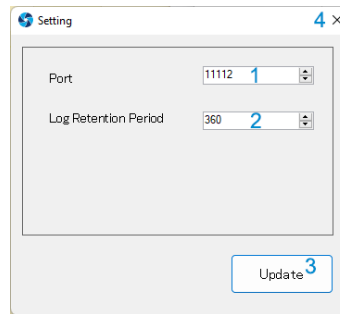 Setting 4 ×
Port 11112 1
Log Retention Period 360 2
Update 3